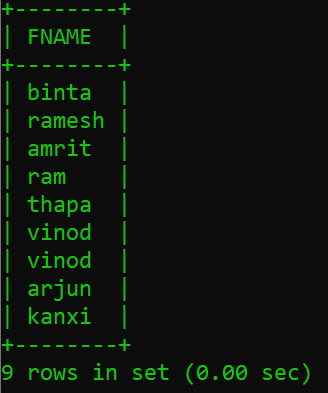 +--------+
| FNAME  |
+--------+
| binta  |
| ramesh |
| amrit  |
| ram    |
| thapa  |
| vinod  |
| vinod  |
| arjun  |
| kanxi  |
+--------+
9 rows in set (0.00 sec)